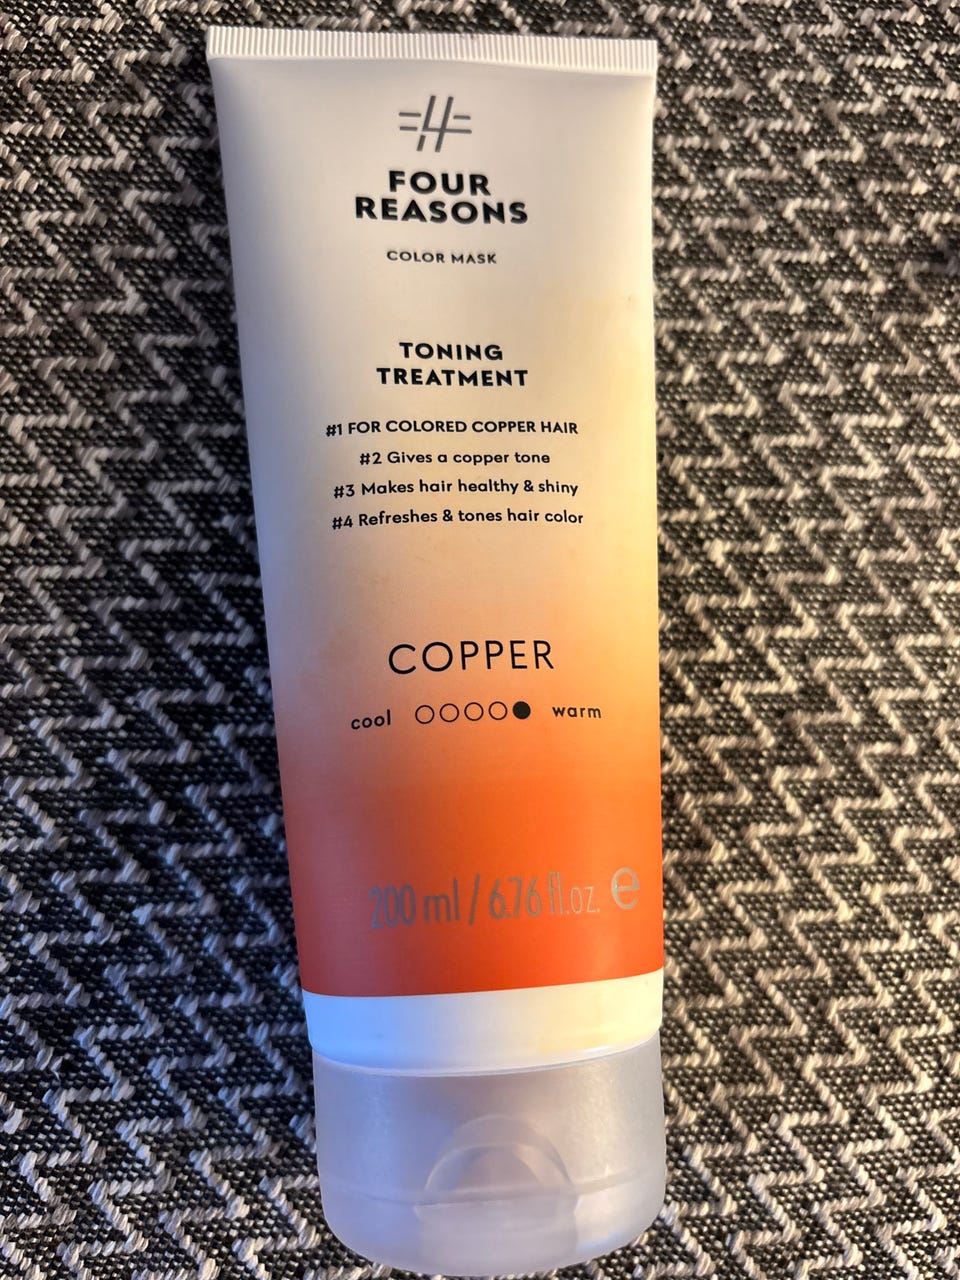 FOUR
REASONS
COLOR MASK
TONING
TREATMENT
#1 FOR COLORED COPPER HAIR
#2 Gives a copper tone
#3 Makes hair healthy & shiny
#4 Refreshes & tones hair color
COPPER
cool ○○○○● warm
200 ml / 6.76 fl.oz. ℮